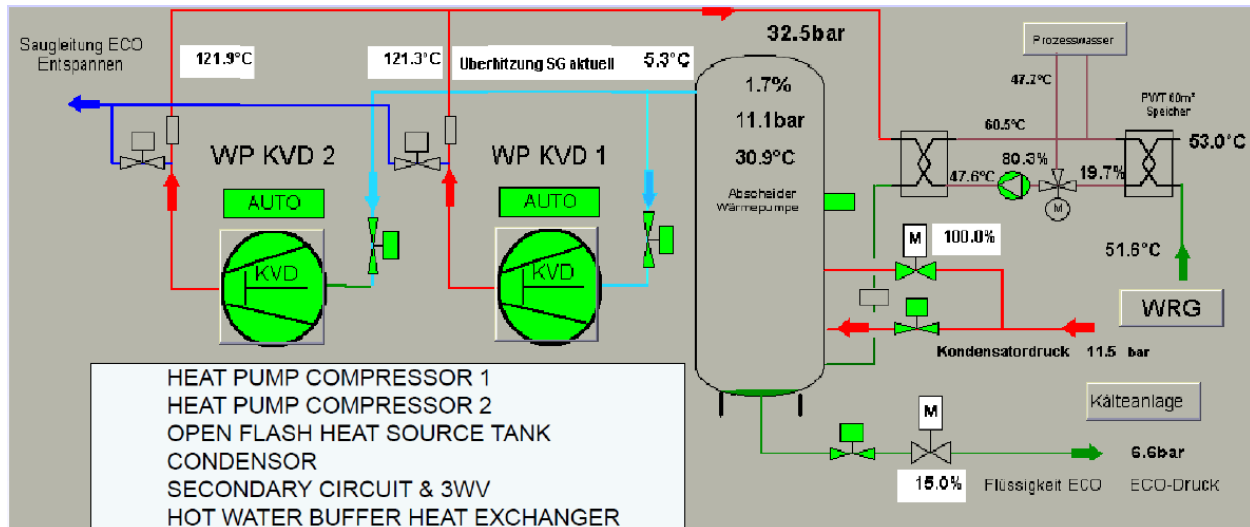 Saugleitung ECO
Entspannen
121.9°C
121.3°C
Überhitzung SG aktuell 5.3°C
32.5bar
1.7%
11.1bar
30.9°C
Abscheider
Wärmepumpe
Prozesswasser
47.2°C
PWT 60m³
Speicher
60.5°C
53.0°C
80.3%
47.6°C
19.7%
M
WP KVD 2
WP KVD 1
AUTO
AUTO
KVD
KVD
M
100.0%
51.6°C
WRG
Kondensatordruck 11.5 bar
HEAT PUMP COMPRESSOR 1
HEAT PUMP COMPRESSOR 2
OPEN FLASH HEAT SOURCE TANK
CONDENSOR
SECONDARY CIRCUIT & 3WV
HOT WATER BUFFER HEAT EXCHANGER
Kälteanlage
M
15.0%
6.6bar
Flüssigkeit ECO
ECO-Druck